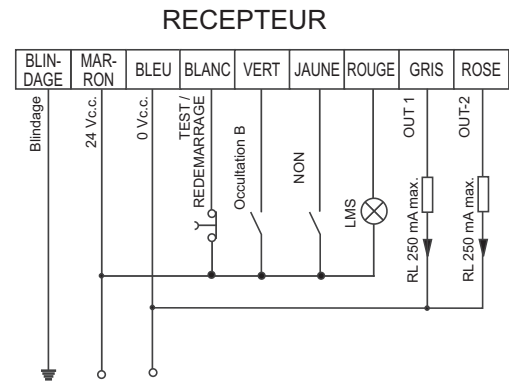 RECEPTEUR
BLIN-
DAGE
MAR-
RON
BLEU
BLANC
VERT
JAUNE
ROUGE
GRIS
ROSE
Blindage
24 Vc.c.
0 Vc.c.
TEST /
REDEMARRAGE
Occultation B
NON
LMS
OUT 1
RL 250 mA max.
OUT-2
RL 250 mA max.